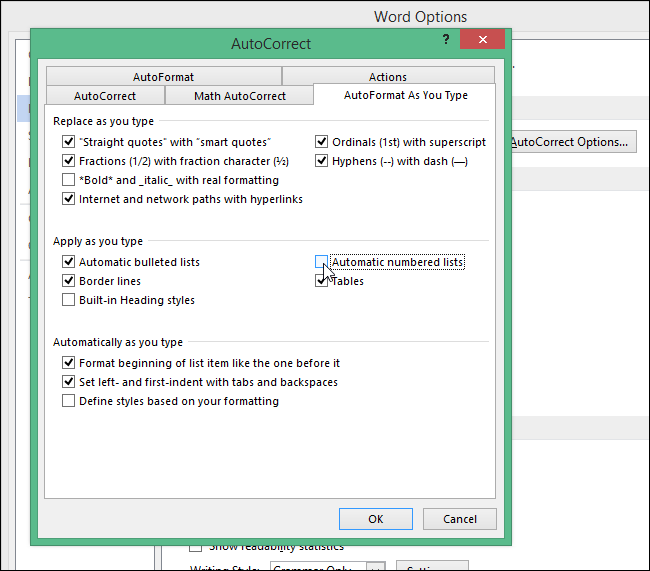 Word Options
AutoCorrect ?
AutoFormat Actions
AutoCorrect Math AutoCorrect AutoFormat As You Type
Replace as you type
"Straight quotes" with “smart quotes” Ordinals (1st) with superscript
Fractions (1/2) with fraction character (½) Hyphens (--) with dash (—)
*Bold* and _italic_ with real formatting
Internet and network paths with hyperlinks
AutoCorrect Options...
Apply as you type
Automatic bulleted lists Automatic numbered lists
Border lines Tables
Built-in Heading styles
Automatically as you type
Format beginning of list item like the one before it
Set left- and first-indent with tabs and backspaces
Define styles based on your formatting
OK Cancel
Show readability statistics
Writing Style: Grammar Only Settings...